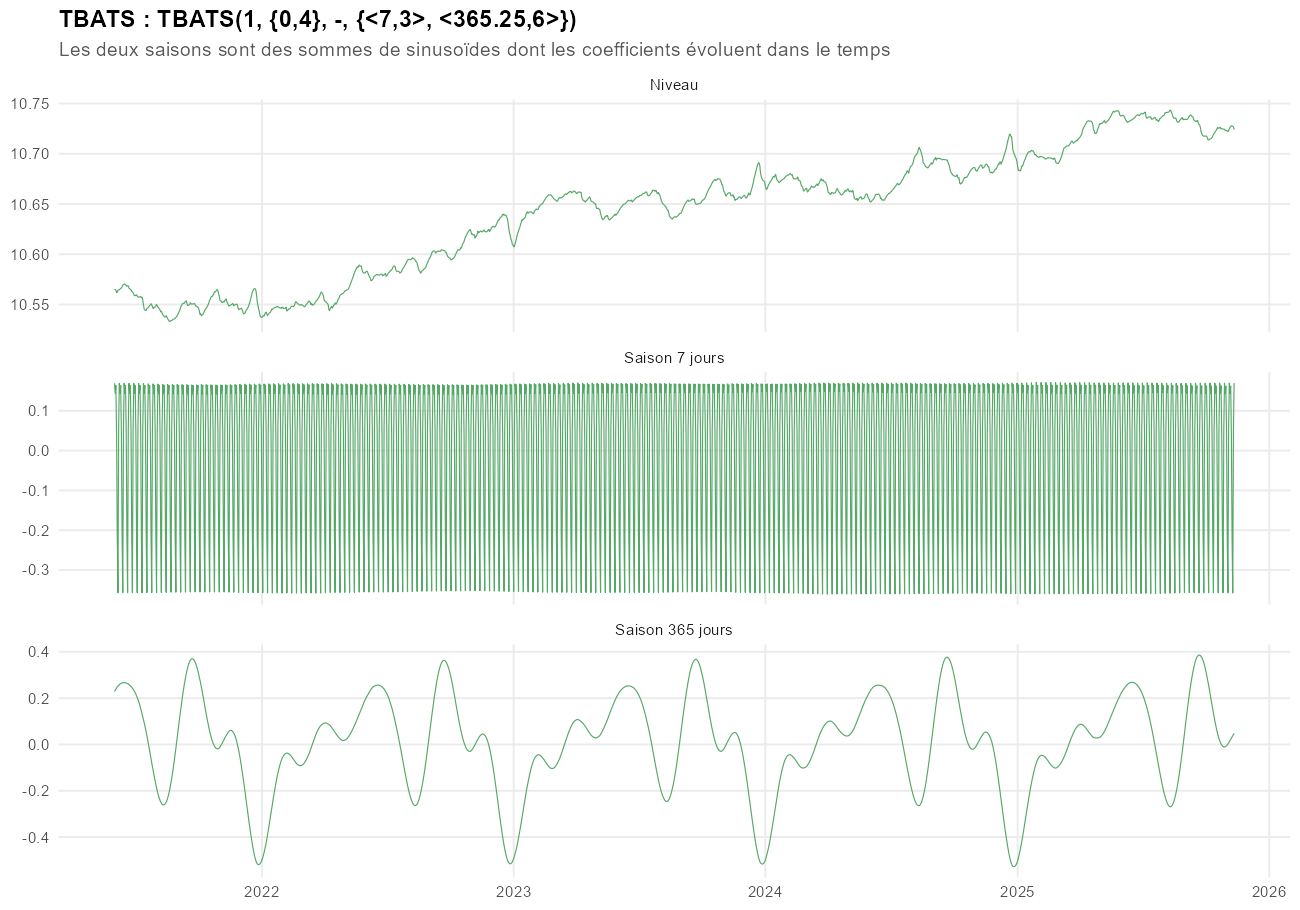 TBATS : TBATS(1, {0,4}, -, {<7,3>, <365.25,6>})
Les deux saisons sont des sommes de sinusoïdes dont les coefficients évoluent dans le temps
Niveau
10.75
10.70
10.65
10.60
10.55
Saison 7 jours
0.1
0.0
-0.1
-0.2
-0.3
Saison 365 jours
0.4
0.2
0.0
-0.2
-0.4
2022 2023 2024 2025 2026